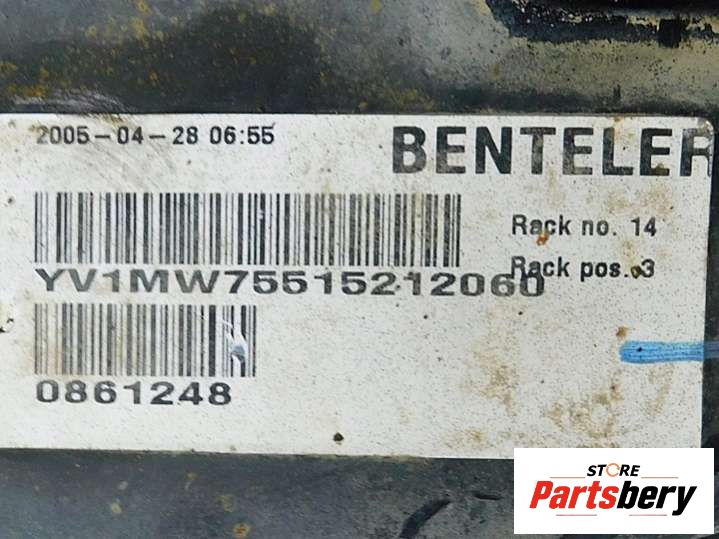 2005-04-28 06:55
BENTELER
Rack no. 14
YV1MW75515212060
Rack pos. 3
0861248
STORE
Partsbery